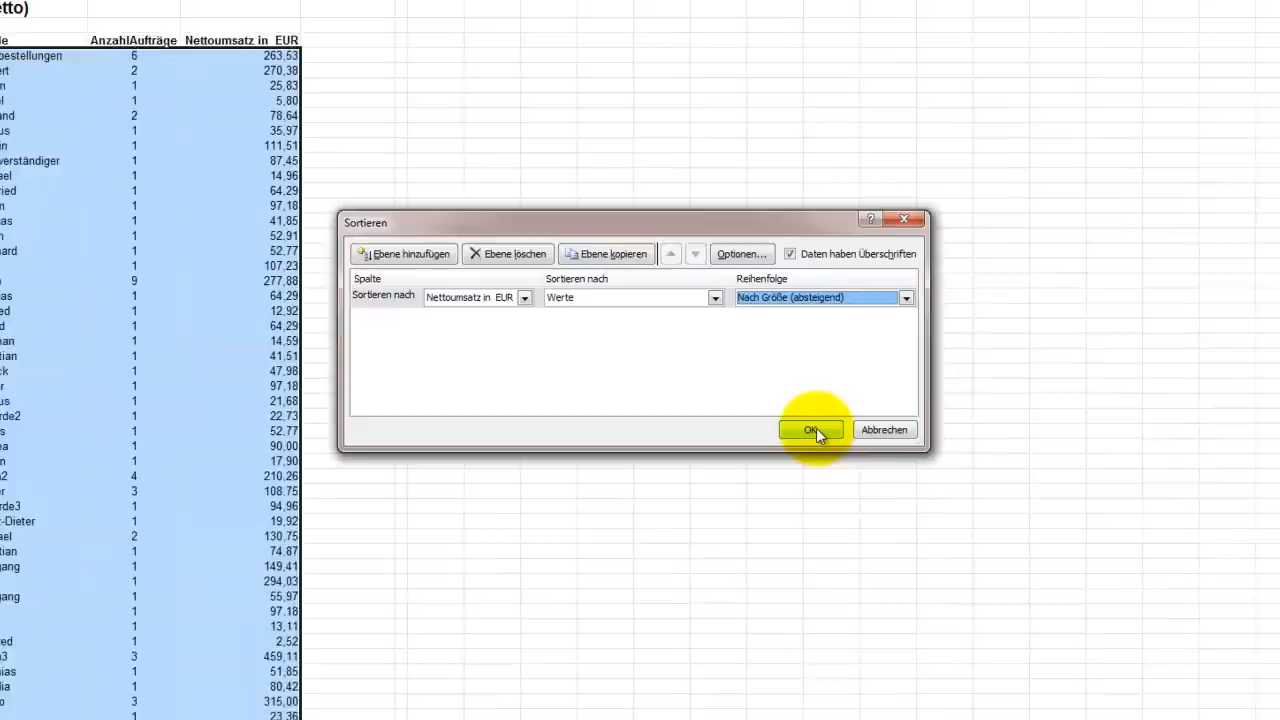 etto)
le AnzahlAufträge Nettoumsatz in EUR
bestellungen 6 263,53
ert 2 270,38
m 1 25,83
el 1 5,80
and 2 78,64
us 1 35,97
in 1 111,51
verständiger 1 87,45
ael 1 14,96
ried 1 64,29
n 1 97,18
as 1 41,85
n 1 52,91
ard 1 52,77
1 107,23
9 277,88
as 1 64,29
ed 1 12,92
d 1 64,29
nan 1 14,59
tian 1 41,51
ck 1 47,98
r 1 97,18
us 1 21,68
rde2 1 22,73
s 1 52,77
a 1 90,00
n 1 17,90
2 4 210,26
er 3 108,75
rde3 1 94,96
z-Dieter 1 19,92
ael 2 130,75
tian 1 74,87
gang 1 149,41
1 294,03
gang 1 55,97
1 97,18
1 13,11
red 1 2,52
3 3 459,11
nias 1 51,85
dia 1 80,42
o 3 315,00
1 23,36
Sortieren
Ebene hinzufügen Ebene löschen Ebene kopieren Optionen... Daten haben Überschriften
Spalte Sortieren nach Reihenfolge
Sortieren nach Nettoumsatz in EUR Werte Nach Größe (absteigend)
OK Abbrechen